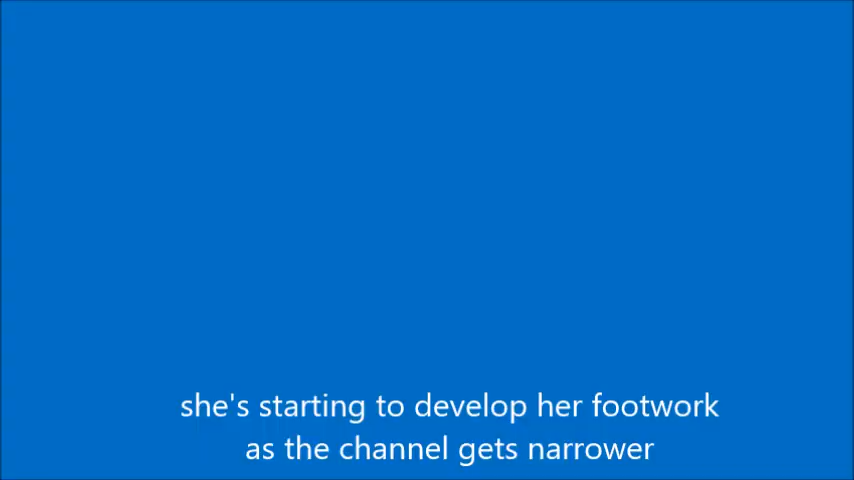 she's starting to develop her footwork
as the channel gets narrower